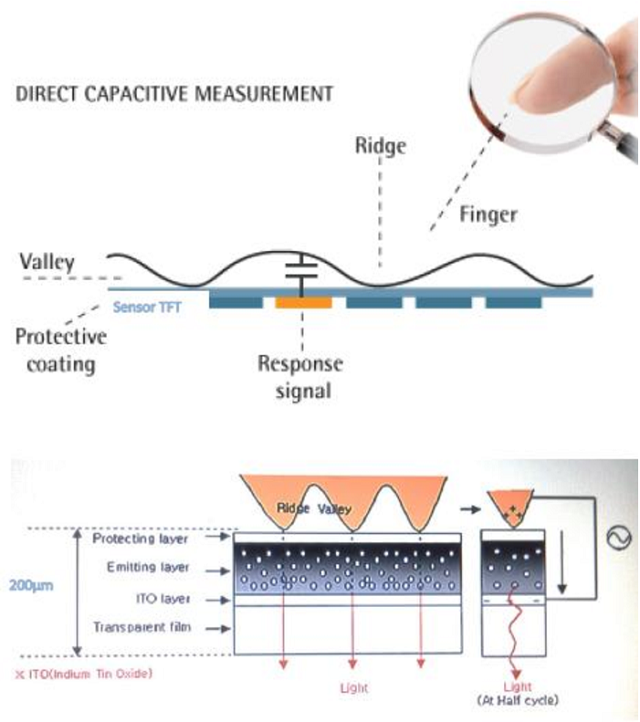 DIRECT CAPACITIVE MEASUREMENT
Ridge
Finger
Valley
Sensor TFT
Protective
coating
Response
signal
Ridge Valley
Protecting layer
Emitting layer
200μm
ITO layer
Transparent film
※ ITO(Indium Tin Oxide)
Light
Light
(At Half cycle)